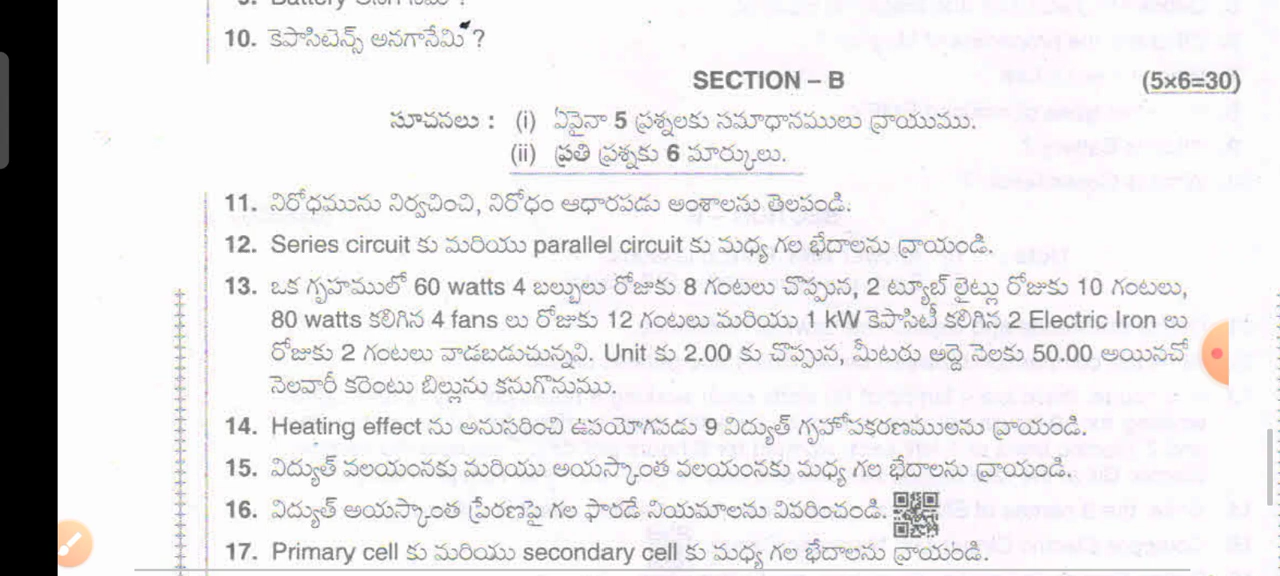 10. కెపాసిటెన్స్ అనగానేమి ?
SECTION – B (5×6=30)
సూచనలు : (i) ఏవైనా 5 ప్రశ్నలకు సమాధానములు వ్రాయుము.
(ii) ప్రతి ప్రశ్నకు 6 మార్కులు.
11. నిరోధమును నిర్వచించి, నిరోధం ఆధారపడు అంశాలను తెలపండి.
12. Series circuit కు మరియు parallel circuit కు మధ్య గల భేదాలను వ్రాయండి.
13. ఒక గృహములో 60 watts 4 బల్బులు రోజుకు 8 గంటలు చొప్పున, 2 ట్యూబ్ లైట్లు రోజుకు 10 గంటలు,
80 watts కలిగిన 4 fans లు రోజుకు 12 గంటలు మరియు 1 kW కెపాసిటీ కలిగిన 2 Electric Iron లు
రోజుకు 2 గంటలు వాడబడుచున్నవి. Unit కు 2.00 కు చొప్పున, మీటరు అద్దె నెలకు 50.00 అయినచో
నెలవారీ కరెంటు బిల్లును కనుగొనుము.
14. Heating effect ను అనుసరించి ఉపయోగపడు 9 విద్యుత్ గృహోపకరణములను వ్రాయండి.
15. విద్యుత్ వలయంనకు మరియు అయస్కాంత వలయంనకు మధ్య గల భేదాలను వ్రాయండి.
16. విద్యుత్ అయస్కాంత ప్రేరణపై గల ఫారడే నియమాలను వివరించండి.
17. Primary cell కు మరియు secondary cell కు మధ్య గల భేదాలను వ్రాయండి.